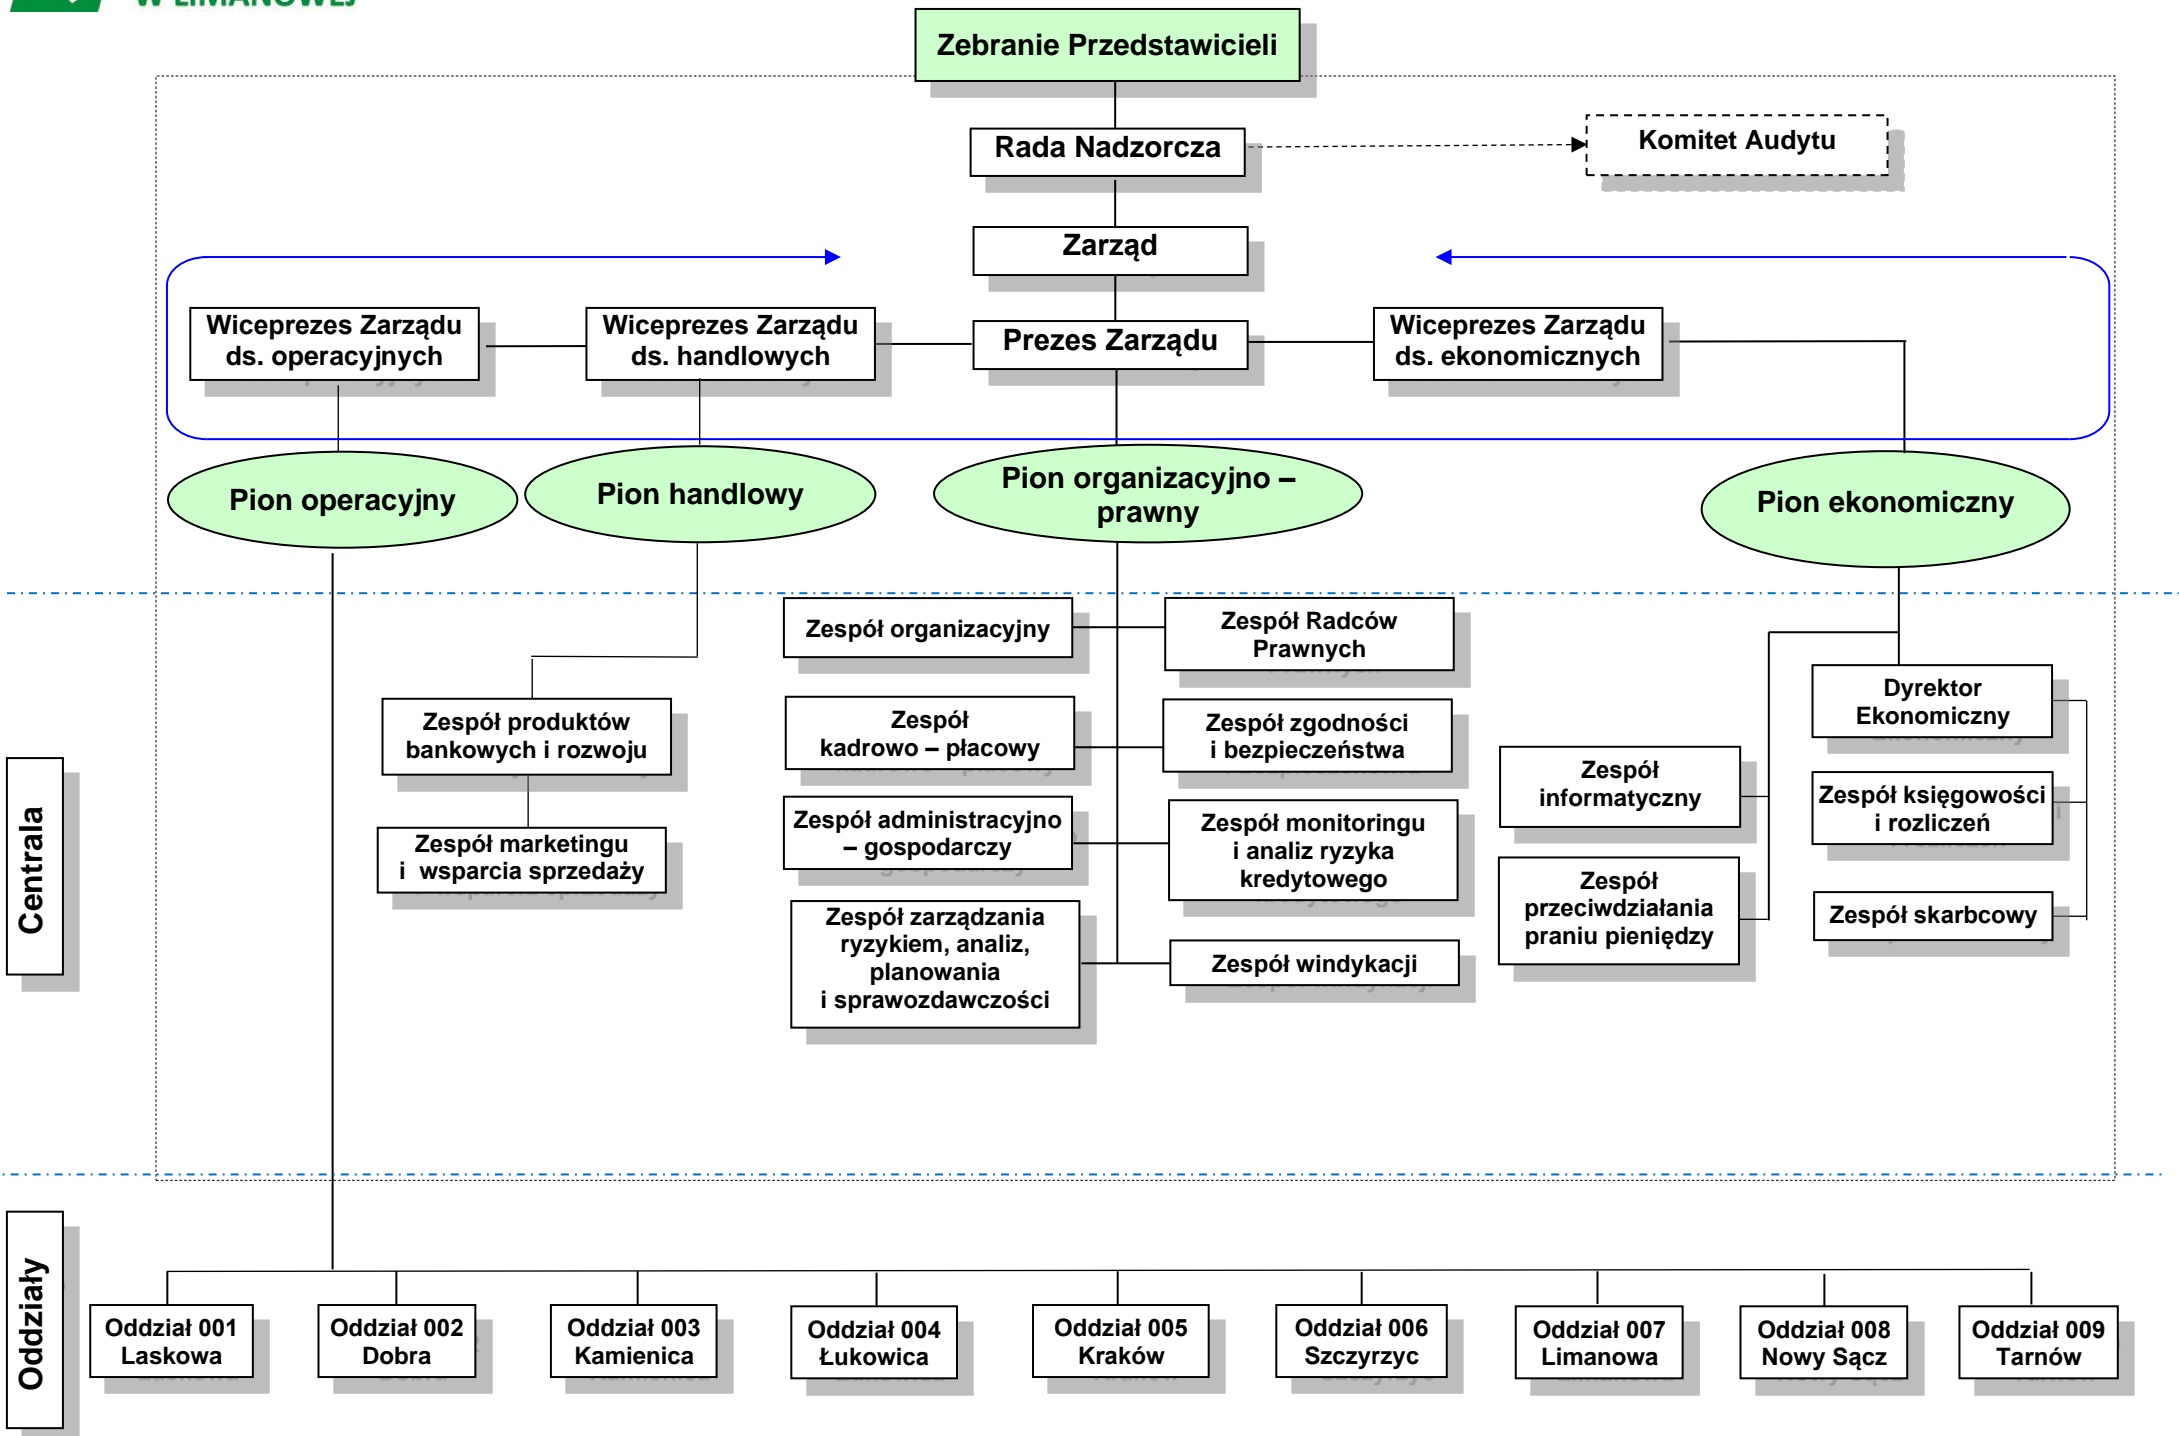 W LIMANOWEJ
Zebranie Przedstawicieli
Rada Nadzorcza
Komitet Audytu
Zarząd
Wiceprezes Zarządu
ds. operacyjnych
Wiceprezes Zarządu
ds. handlowych
Prezes Zarządu
Wiceprezes Zarządu
ds. ekonomicznych
Pion operacyjny
Pion handlowy
Pion organizacyjno –
prawny
Pion ekonomiczny
Centrala
Zespół produktów
bankowych i rozwoju
Zespół marketingu
i wsparcia sprzedaży
Zespół organizacyjny
Zespół Radców
Prawnych
Zespół
kadrowo – płacowy
Zespół zgodności
i bezpieczeństwa
Zespół administracyjno
– gospodarczy
Zespół monitoringu
i analiz ryzyka
kredytowego
Zespół zarządzania
ryzykiem, analiz,
planowania
i sprawozdawczości
Zespół windykacji
Zespół
informatyczny
Zespół
przeciwdziałania
praniu pieniędzy
Dyrektor
Ekonomiczny
Zespół księgowości
i rozliczeń
Zespół skarbcowy
Oddziały
Oddział 001
Laskowa
Oddział 002
Dobra
Oddział 003
Kamienica
Oddział 004
Łukowica
Oddział 005
Kraków
Oddział 006
Szczyrzyc
Oddział 007
Limanowa
Oddział 008
Nowy Sącz
Oddział 009
Tarnów